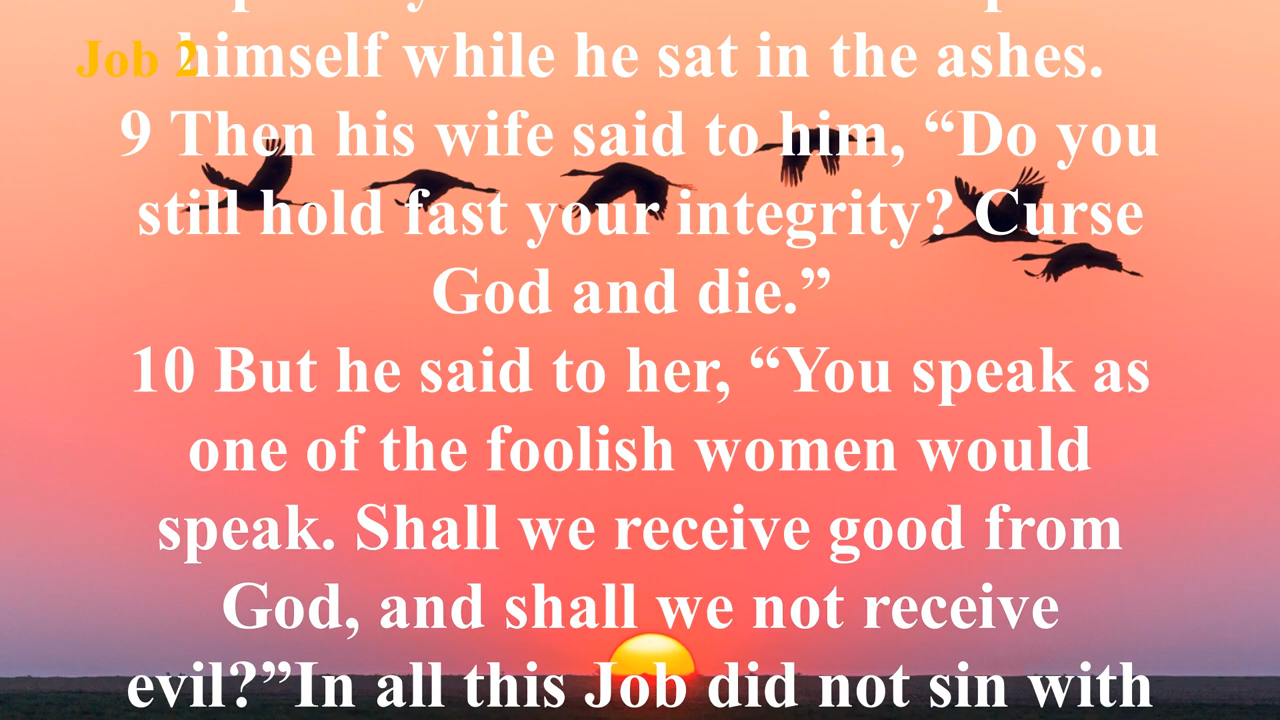 Job 2
himself while he sat in the ashes.
9 Then his wife said to him, “Do you
still hold fast your integrity? Curse
God and die.”
10 But he said to her, “You speak as
one of the foolish women would
speak. Shall we receive good from
God, and shall we not receive
evil?”In all this Job did not sin with